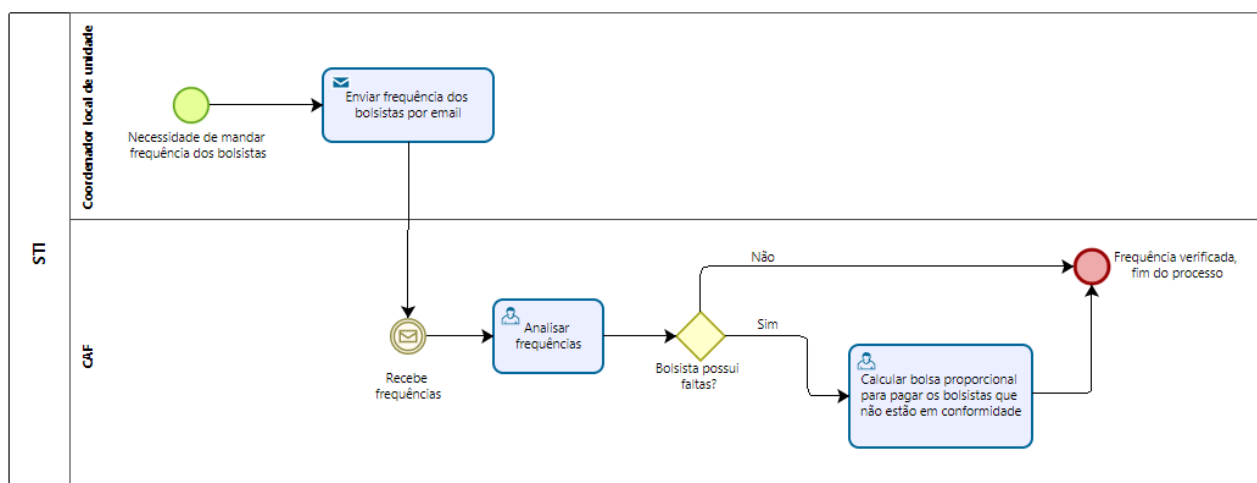 STI
Coordenador local de unidade
Necessidade de mandar
frequência dos bolsistas
Enviar frequência dos
bolsistas por email
CAF
Recebe
frequências
Analisar
frequências
Bolsista possui
faltas?
Não
Sim
Calcular bolsa proporcional
para pagar os bolsistas que
não estão em conformidade
Frequência verificada,
fim do processo